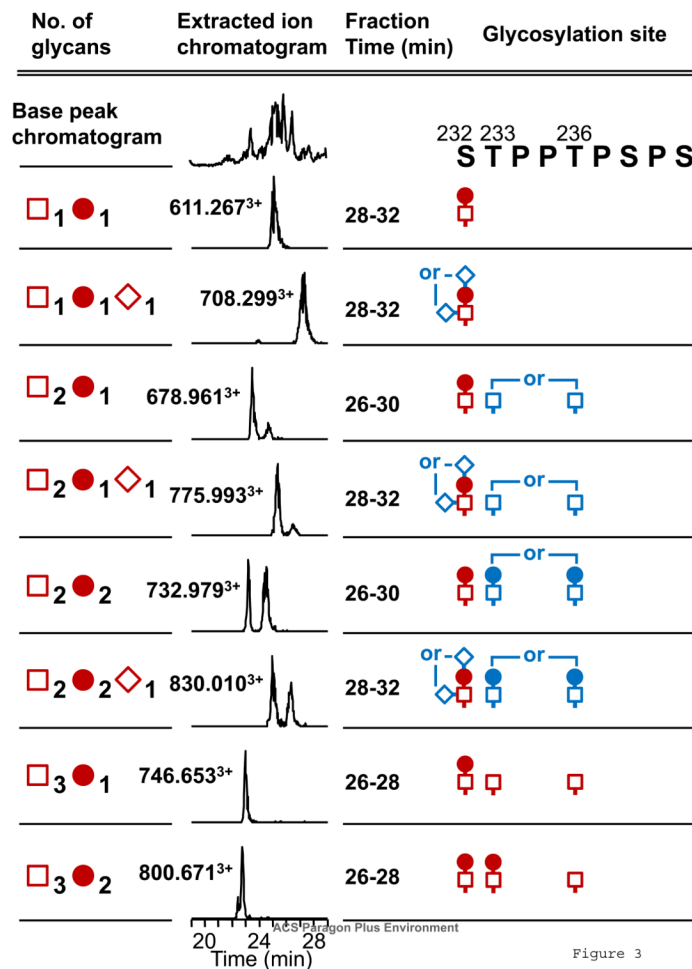 No. of glycans
Extracted ion chromatogram
Fraction Time (min)
Glycosylation site
Base peak chromatogram
232 233 236
S T P P T P S P S
1 1
611.267³⁺
28-32
1 1 1
708.299³⁺
28-32
or
2 1
678.961³⁺
26-30
or
2 1 1
775.993³⁺
28-32
or
or
2 2
732.979³⁺
26-30
or
2 2 1
830.010³⁺
28-32
or
or
3 1
746.653³⁺
26-28
3 2
800.671³⁺
26-28
ACS Paragon Plus Environment
20 24 28
Time (min)
Figure 3